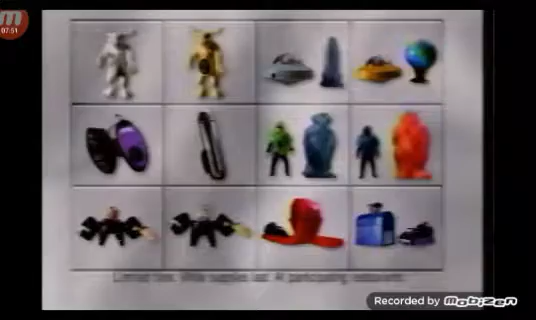 07:51
Limited time. While supplies last. At participating restaurants.
Recorded by mobizen